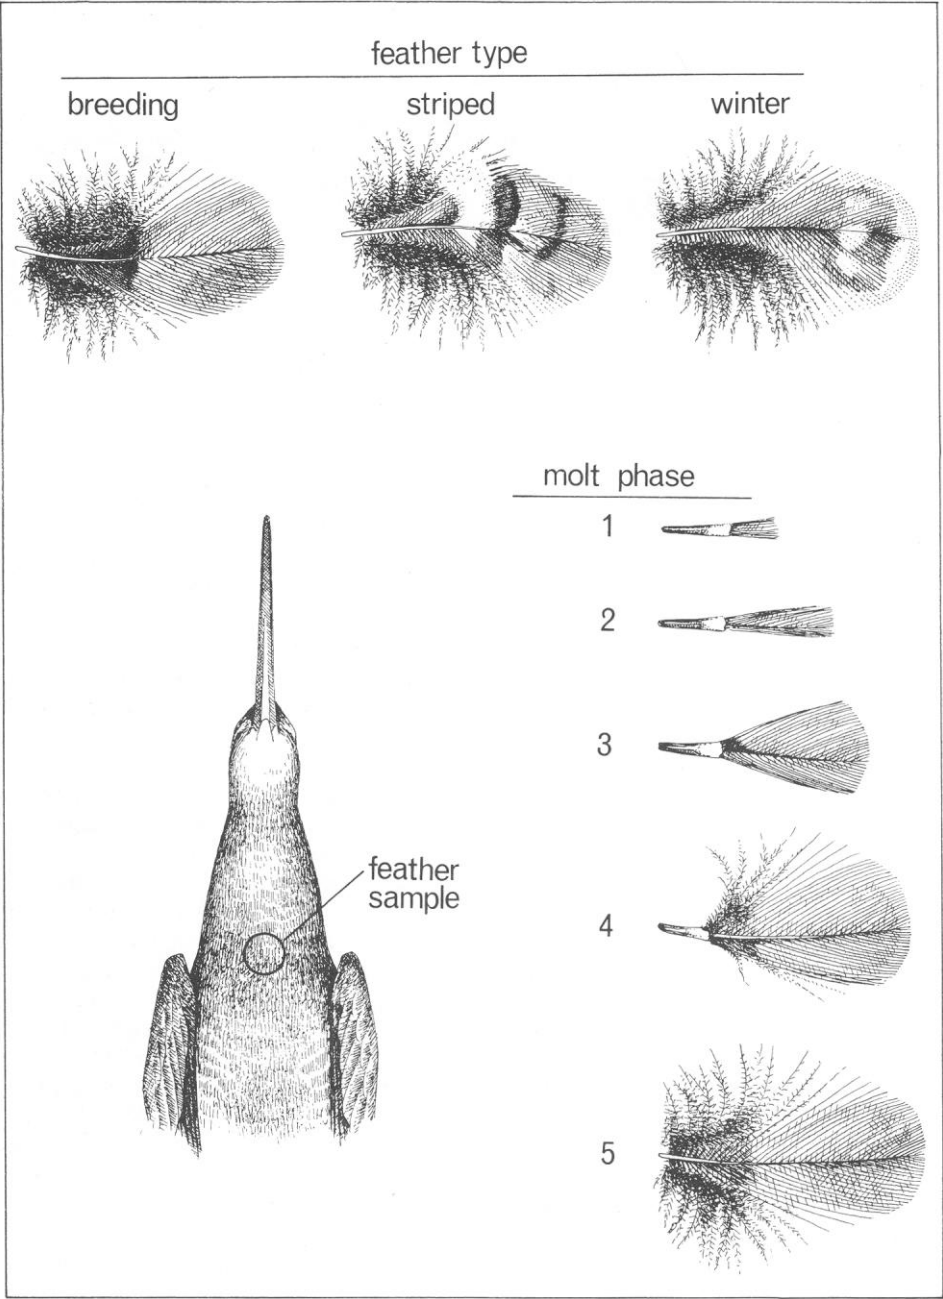 feather type
breeding striped winter
molt phase
1
2
3
feather
sample
4
5